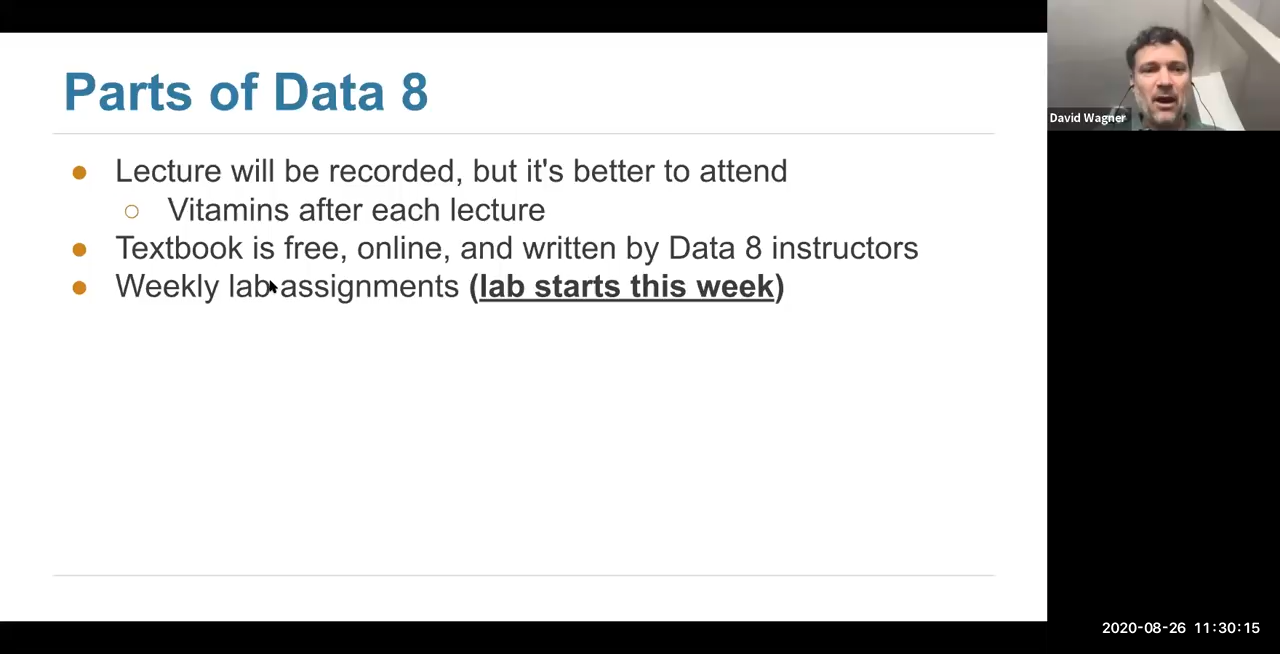 Parts of Data 8
David Wagner
Lecture will be recorded, but it's better to attend
Vitamins after each lecture
Textbook is free, online, and written by Data 8 instructors
Weekly lab assignments (lab starts this week)
2020-08-26 11:30:15